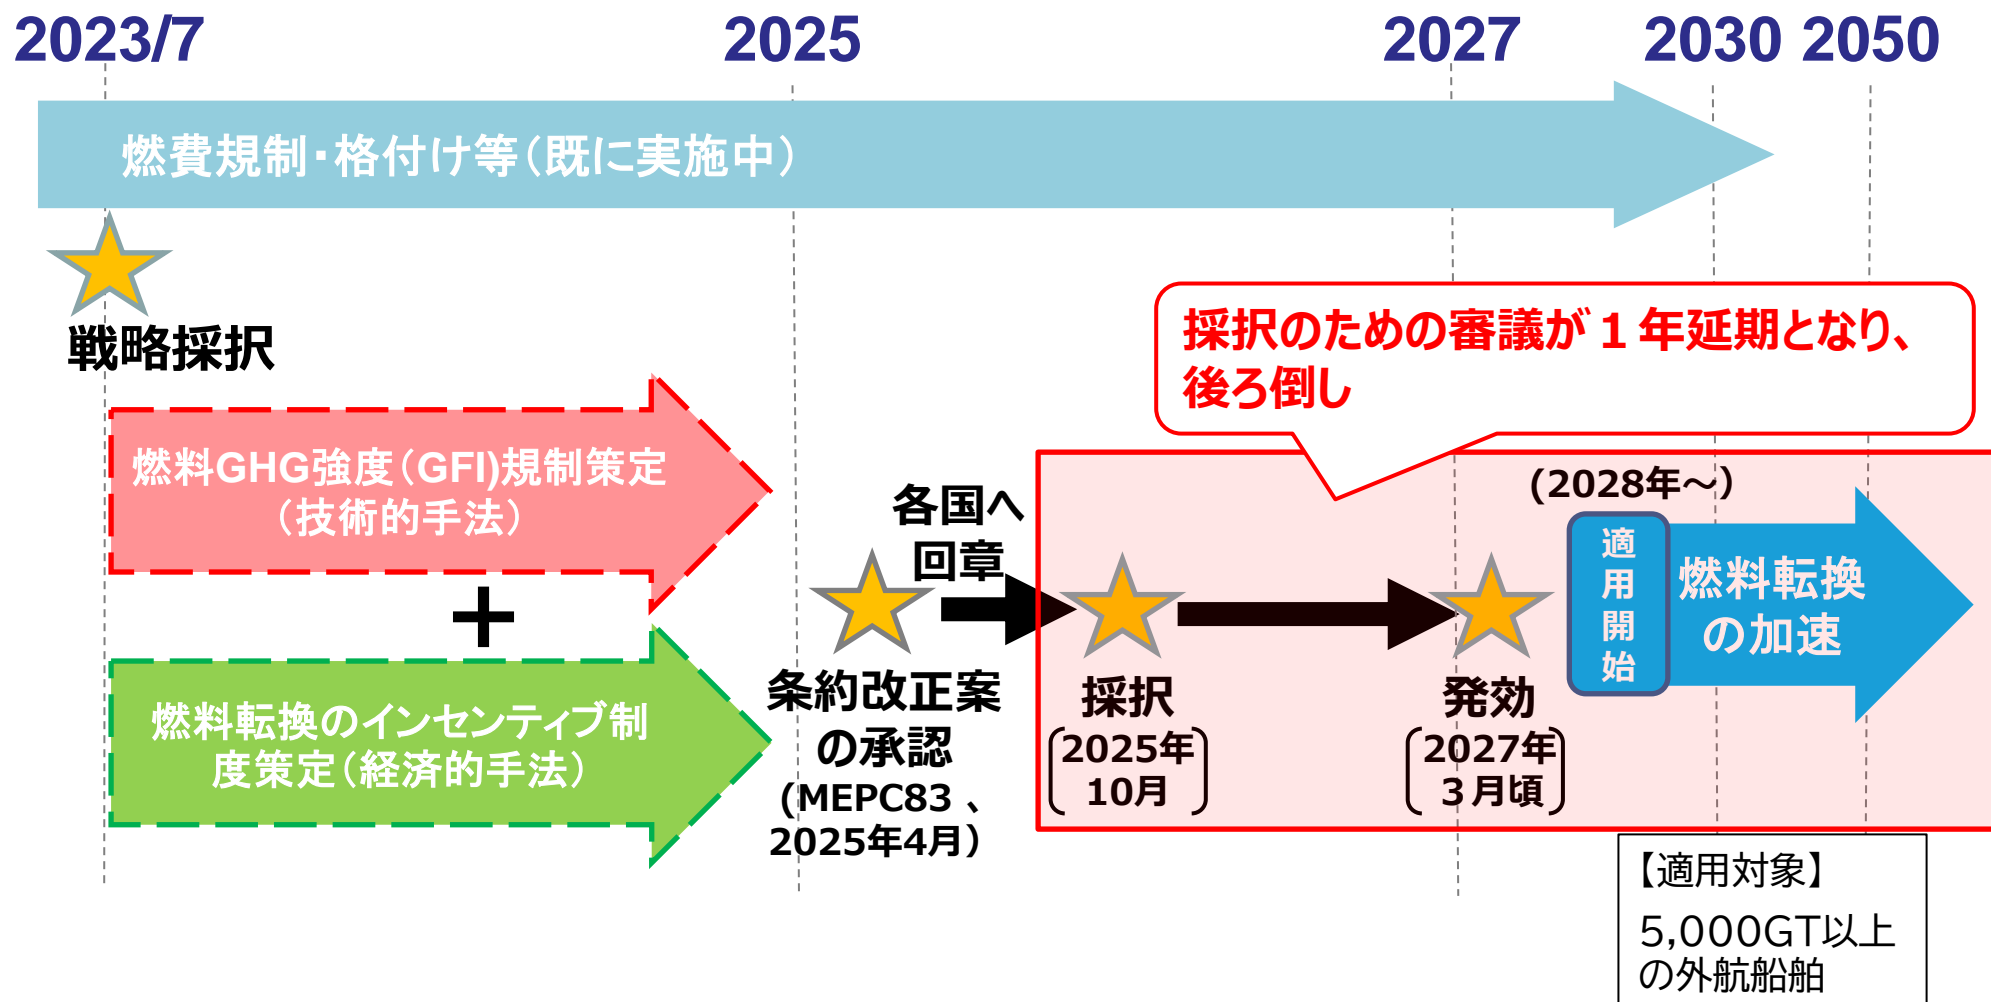 2023/7
2025
2027
2030
2050
燃費規制・格付け等（既に実施中）
戦略採択
採択のための審議が１年延期となり、
後ろ倒し
燃料GHG強度（GFI)規制策定
（技術的手法）
＋
燃料転換のインセンティブ制
度策定（経済的手法）
各国へ
回章
条約改正案
の承認
(MEPC83 、
2025年4月）
採択
2025年
10月
発効
2027年
３月頃
(2028年～）
適
用
開
始
燃料転換
の加速
【適用対象】
5,000GT以上
の外航船舶